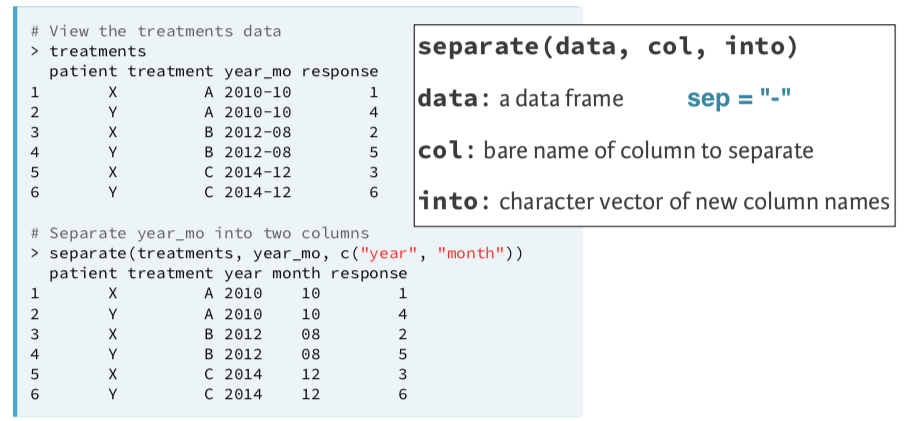 # View the treatments data
> treatments
  patient treatment year_mo response
1       X         A 2010-10        1
2       Y         A 2010-10        4
3       X         B 2012-08        2
4       Y         B 2012-08        5
5       X         C 2014-12        3
6       Y         C 2014-12        6
# Separate year_mo into two columns
> separate(treatments, year_mo, c("year", "month"))
  patient treatment year month response
1       X         A 2010    10        1
2       Y         A 2010    10        4
3       X         B 2012    08        2
4       Y         B 2012    08        5
5       X         C 2014    12        3
6       Y         C 2014    12        6
separate(data, col, into)
data: a data frame sep = "-"
col: bare name of column to separate
into: character vector of new column names